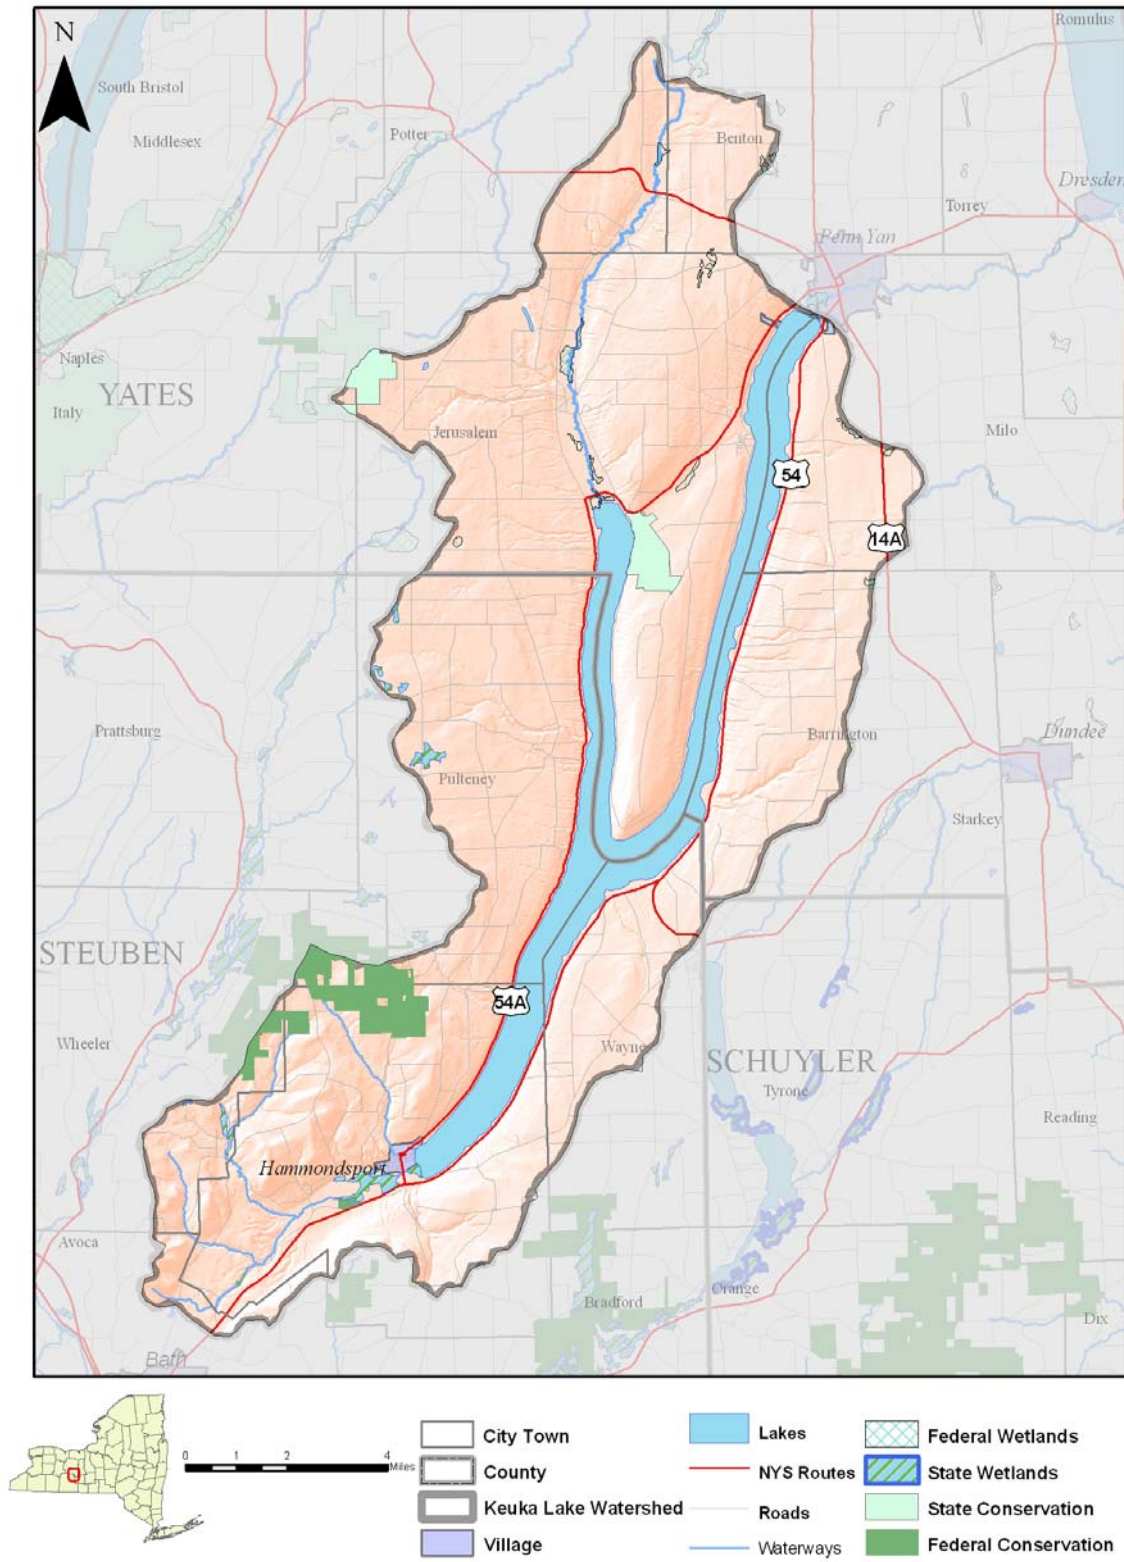 N
Romulus
South Bristol
Middlesex
Potter
Benton
Dresden
Torrey
Penn Yan
Naples
YATES
Italy
Jerusalem
Milo
54
14A
Prattsburg
Barrington
Dundee
Pulteney
Starkey
STEUBEN
54A
Wheeler
Wayne
SCHUYLER
Tyrone
Reading
Hammondsport
Avoca
Orange
Bradford
Dix
Bath
0 1 2 4
Miles
City Town
County
Keuka Lake Watershed
Village
Lakes
NYS Routes
Roads
Waterways
Federal Wetlands
State Wetlands
State Conservation
Federal Conservation